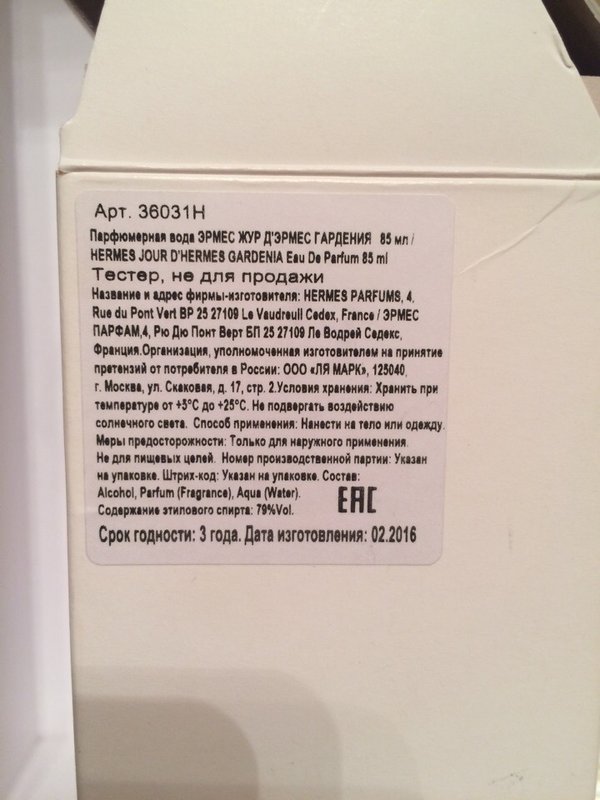 Арт. 36031H
Парфюмерная вода ЭРМЕС ЖУР Д'ЭРМЕС ГАРДЕНИЯ 85 мл /
HERMES JOUR D'HERMES GARDENIA Eau De Parfum 85 ml
Тестер, не для продажи
Название и адрес фирмы-изготовителя: HERMES PARFUMS, 4,
Rue du Pont Vert BP 25 27109 Le Vaudreuil Cedex, France / ЭРМЕС
ПАРФАМ,4, Рю Дю Понт Верт БП 25 27109 Ле Водрей Седекс,
Франция.Организация, уполномоченная изготовителем на принятие
претензий от потребителя в России: ООО «ЛЯ МАРК», 125040,
г. Москва, ул. Скаковая, д. 17, стр. 2.Условия хранения: Хранить при
температуре от +5°С до +25°С. Не подвергать воздействию
солнечного света. Способ применения: Нанести на тело или одежду.
Меры предосторожности: Только для наружного применения.
Не для пищевых целей. Номер производственной партии: Указан
на упаковке. Штрих-код: Указан на упаковке. Состав:
Alcohol, Parfum (Fragrance), Aqua (Water).
Содержание этилового спирта: 79%Vol.
EAC
Срок годности: 3 года. Дата изготовления: 02.2016